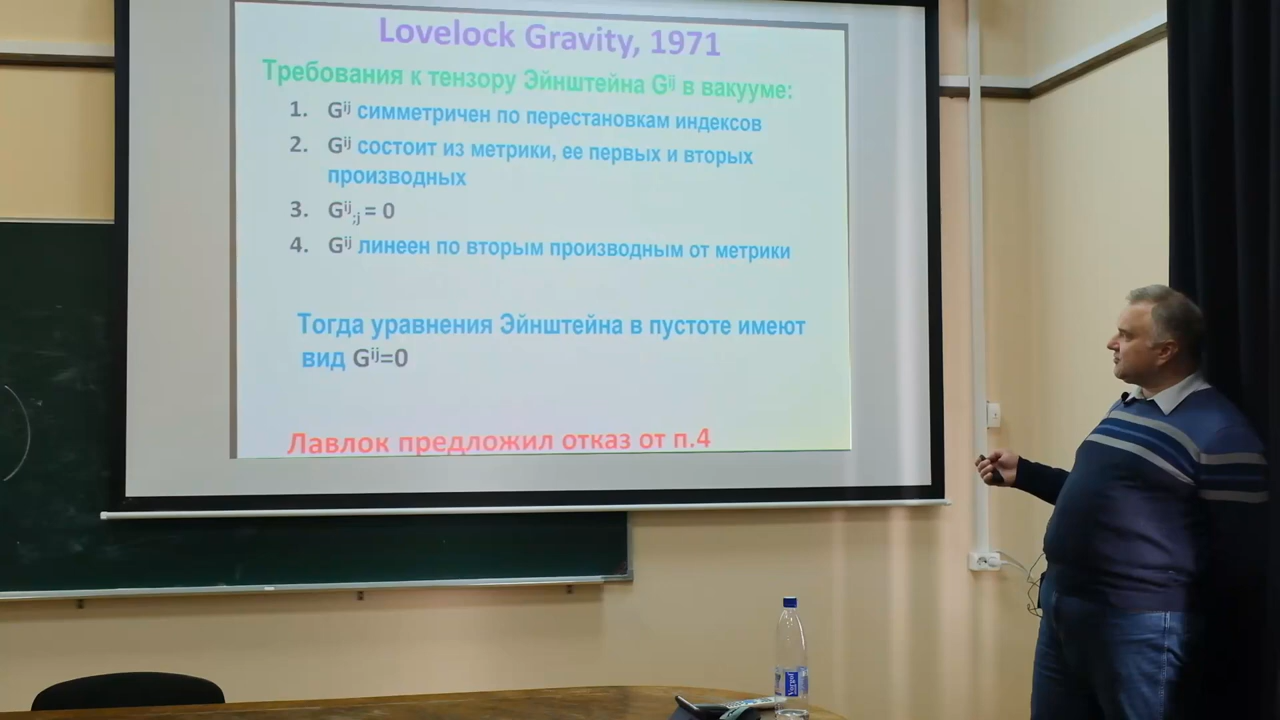 Lovelock Gravity, 1971
Требования к тензору Эйнштейна Gⁱʲ в вакууме:
1. Gⁱʲ симметричен по перестановкам индексов
2. Gⁱʲ состоит из метрики, ее первых и вторых
производных
3. Gⁱʲ;j = 0
4. Gⁱʲ линеен по вторым производным от метрики
Тогда уравнения Эйнштейна в пустоте имеют
вид Gⁱʲ=0
Лавлок предложил отказ от п.4